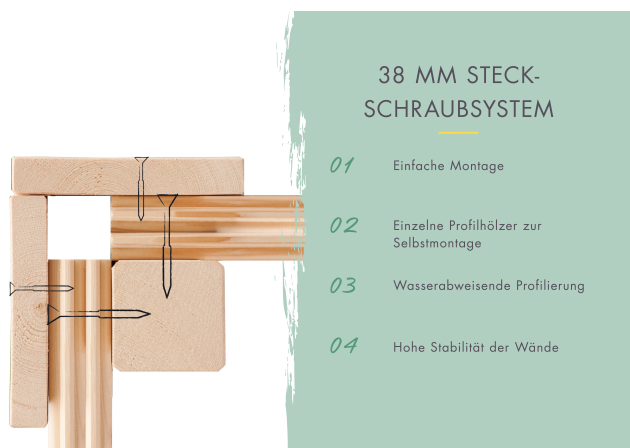 38 MM STECK-
SCHRAUBSYSTEM
01 Einfache Montage
02 Einzelne Profilhölzer zur
Selbstmontage
03 Wasserabweisende Profilierung
04 Hohe Stabilität der Wände